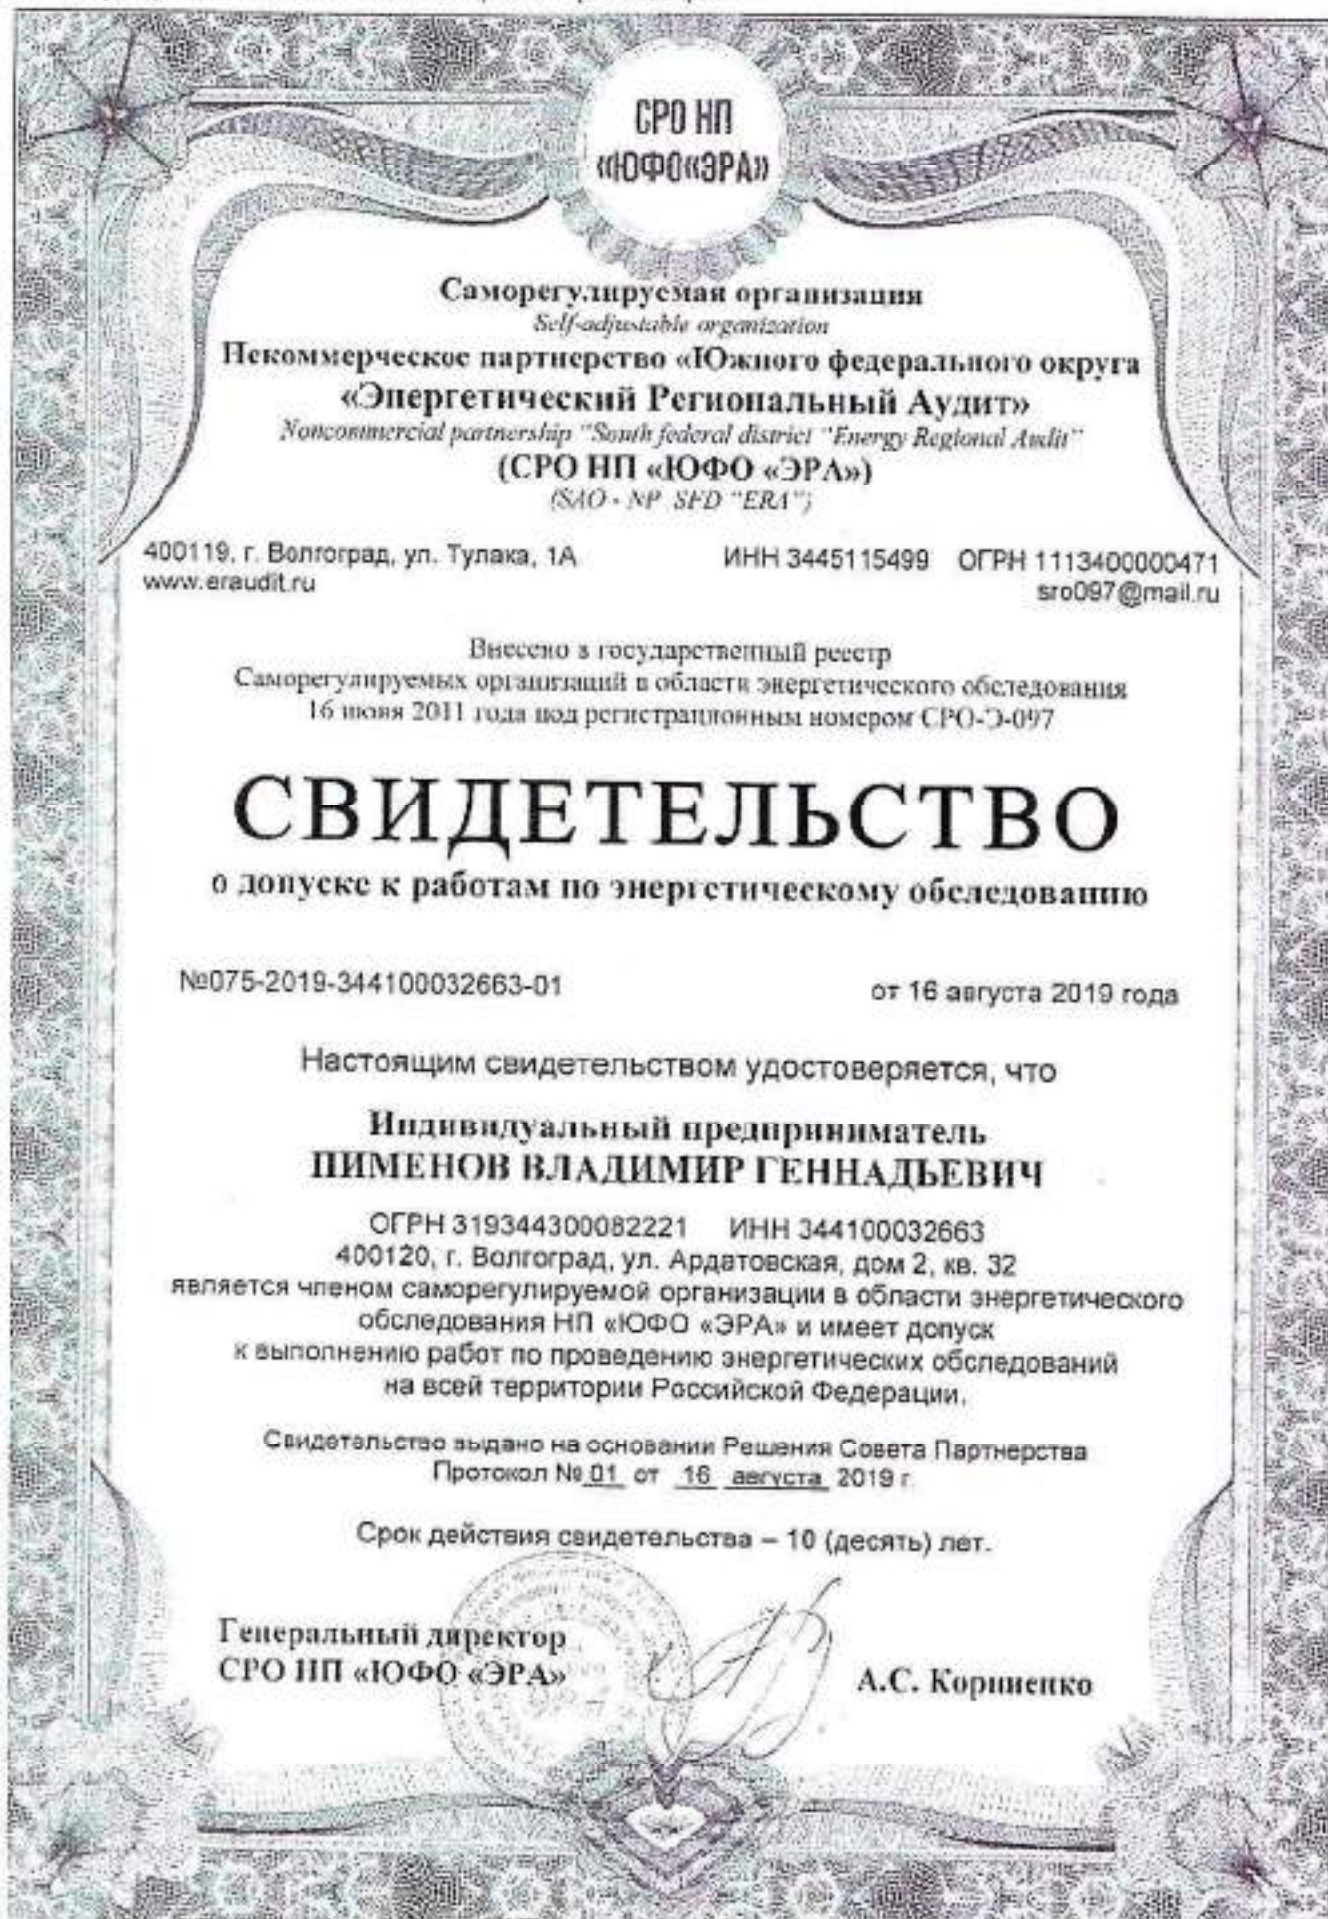 СРО НП
«ЮФО«ЭРА»
Саморегулируемая организация
Self-adjustable organization
Некоммерческое партнерство «Южного федерального округа
«Энергетический Региональный Аудит»
Noncommercial partnership "South federal district "Energy Regional Audit"
(СРО НП «ЮФО «ЭРА»)
(SAO - NP SFD "ERA")
400119, г. Волгоград, ул. Тулака, 1А ИНН 3445115499 ОГРН 1113400000471
www.eraudit.ru sro097@mail.ru
Внесено в государственный реестр
Саморегулируемых организаций в области энергетического обследования
16 июня 2011 года под регистрационным номером СРО-Э-097
СВИДЕТЕЛЬСТВО
о допуске к работам по энергетическому обследованию
№075-2019-344100032663-01 от 16 августа 2019 года
Настоящим свидетельством удостоверяется, что
Индивидуальный предприниматель
ПИМЕНОВ ВЛАДИМИР ГЕННАДЬЕВИЧ
ОГРН 319344300082221 ИНН 344100032663
400120, г. Волгоград, ул. Ардатовская, дом 2, кв. 32
является членом саморегулируемой организации в области энергетического
обследования НП «ЮФО «ЭРА» и имеет допуск
к выполнению работ по проведению энергетических обследований
на всей территории Российской Федерации.
Свидетельство выдано на основании Решения Совета Партнерства
Протокол № 01 от 16 августа 2019 г.
Срок действия свидетельства – 10 (десять) лет.
Генеральный директор
СРО НП «ЮФО «ЭРА» А.С. Корниенко